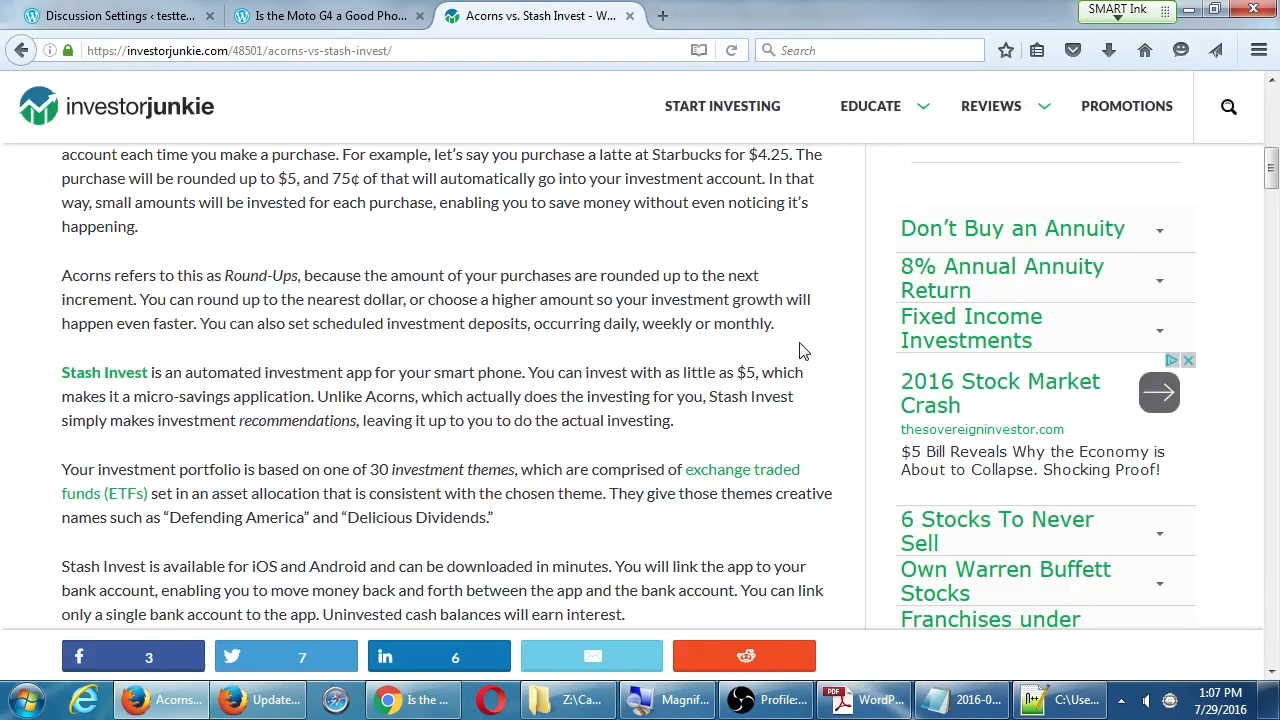 Discussion Settings ‹ testte...
Is the Moto G4 a Good Pho...
Acorns vs. Stash Invest - W...
SMART Ink
https://investorjunkie.com/48501/acorns-vs-stash-invest/
Search
investorjunkie
START INVESTING
EDUCATE
REVIEWS
PROMOTIONS
account each time you make a purchase. For example, let's say you purchase a latte at Starbucks for $4.25. The
purchase will be rounded up to $5, and 75¢ of that will automatically go into your investment account. In that
way, small amounts will be invested for each purchase, enabling you to save money without even noticing it's
happening.
Acorns refers to this as Round-Ups, because the amount of your purchases are rounded up to the next
increment. You can round up to the nearest dollar, or choose a higher amount so your investment growth will
happen even faster. You can also set scheduled investment deposits, occurring daily, weekly or monthly.
Stash Invest is an automated investment app for your smart phone. You can invest with as little as $5, which
makes it a micro-savings application. Unlike Acorns, which actually does the investing for you, Stash Invest
simply makes investment recommendations, leaving it up to you to do the actual investing.
Your investment portfolio is based on one of 30 investment themes, which are comprised of exchange traded
funds (ETFs) set in an asset allocation that is consistent with the chosen theme. They give those themes creative
names such as “Defending America” and “Delicious Dividends.”
Stash Invest is available for iOS and Android and can be downloaded in minutes. You will link the app to your
bank account, enabling you to move money back and forth between the app and the bank account. You can link
only a single bank account to the app. Uninvested cash balances will earn interest.
Don't Buy an Annuity
8% Annual Annuity
Return
Fixed Income
Investments
2016 Stock Market
Crash
thesovereigninvestor.com
$5 Bill Reveals Why the Economy is
About to Collapse. Shocking Proof!
6 Stocks To Never
Sell
Own Warren Buffett
Stocks
Franchises under
3
7
6
Acorns...
Update...
Is the ...
Z:\Ca...
Magnif...
Profile:...
PDF
WordP...
2016-0...
C:\Use...
1:07 PM
7/29/2016